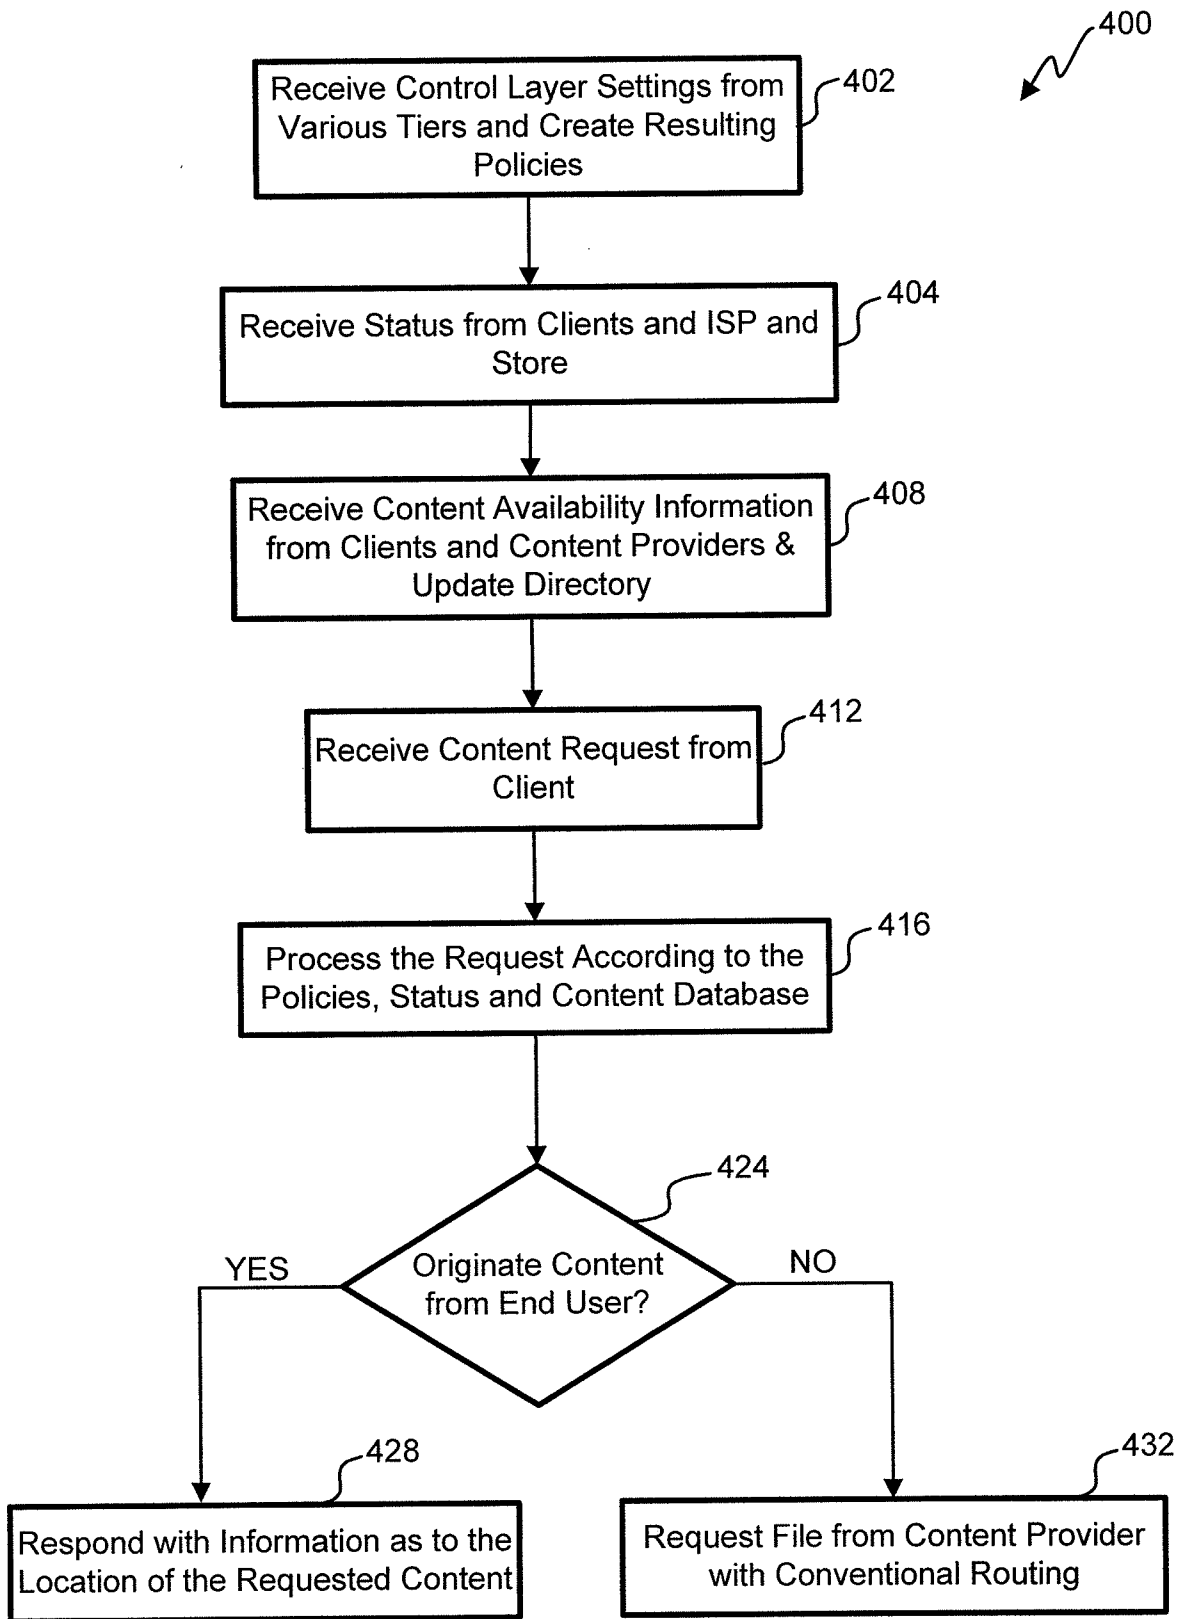 400
Receive Control Layer Settings from
Various Tiers and Create Resulting
Policies
402
Receive Status from Clients and ISP and
Store
404
Receive Content Availability Information
from Clients and Content Providers &
Update Directory
408
Receive Content Request from
Client
412
Process the Request According to the
Policies, Status and Content Database
416
424
Originate Content
from End User?
YES
NO
428
Respond with Information as to the
Location of the Requested Content
432
Request File from Content Provider
with Conventional Routing